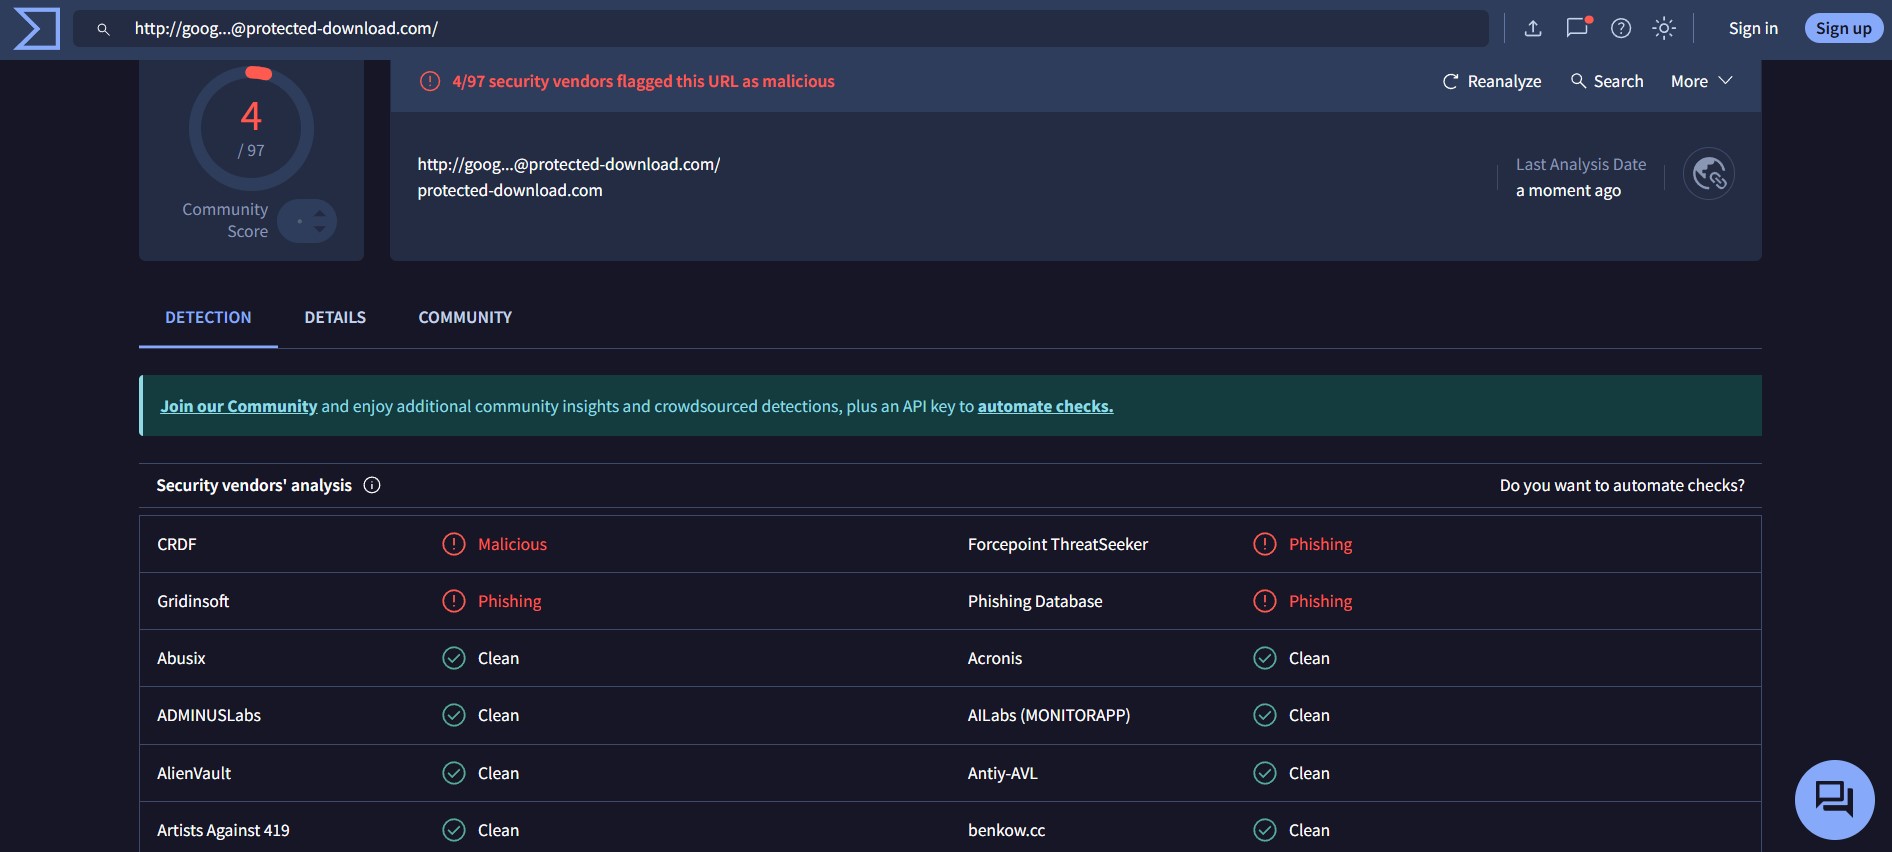 http://goog...@protected-download.com/
Sign in
Sign up
4
/ 97
Community
Score
4/97 security vendors flagged this URL as malicious
Reanalyze
Search
More
http://goog...@protected-download.com/
protected-download.com
Last Analysis Date
a moment ago
DETECTION
DETAILS
COMMUNITY
Join our Community and enjoy additional community insights and crowdsourced detections, plus an API key to automate checks.
Security vendors' analysis
Do you want to automate checks?
CRDF Malicious Forcepoint ThreatSeeker Phishing
Gridinsoft Phishing Phishing Database Phishing
Abusix Clean Acronis Clean
ADMINUSLabs Clean AILabs (MONITORAPP) Clean
AlienVault Clean Antiy-AVL Clean
Artists Against 419 Clean benkow.cc Clean